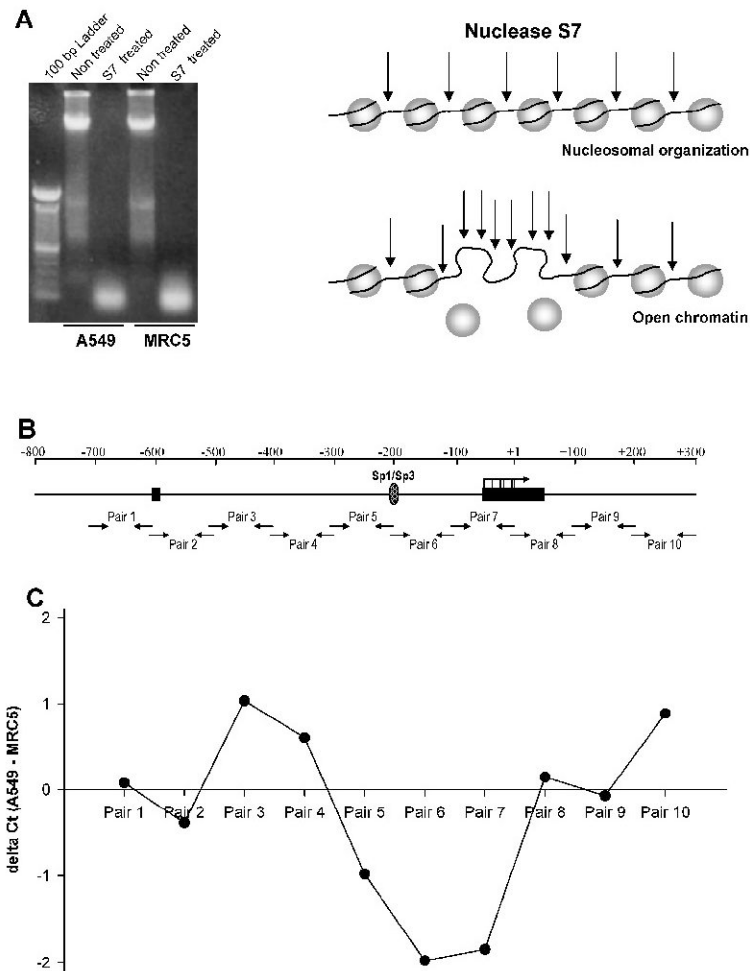 A
100 bp Ladder
Non treated
S7 treated
Non treated
S7 treated
A549
MRC5
Nuclease S7
Nucleosomal organization
Open chromatin
B
-800 -700 -600 -500 -400 -300 -200 -100 +1 +100 +200 +300
Sp1/Sp3
Pair 1 Pair 3 Pair 5 Pair 7 Pair 9
Pair 2 Pair 4 Pair 6 Pair 8 Pair 10
C
delta Ct (A549 - MRC5)
2
1
0
-1
-2
Pair 1 Pair 2 Pair 3 Pair 4 Pair 5 Pair 6 Pair 7 Pair 8 Pair 9 Pair 10